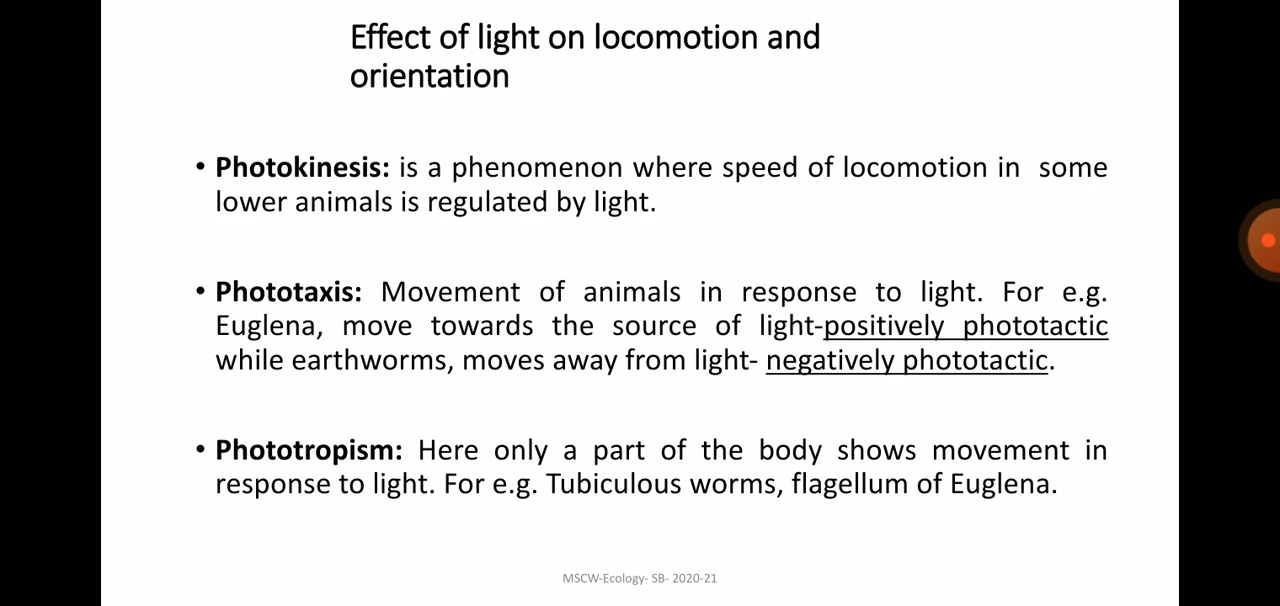 Effect of light on locomotion and
orientation
• Photokinesis: is a phenomenon where speed of locomotion in some
lower animals is regulated by light.
• Phototaxis: Movement of animals in response to light. For e.g.
Euglena, move towards the source of light-positively phototactic
while earthworms, moves away from light- negatively phototactic.
• Phototropism: Here only a part of the body shows movement in
response to light. For e.g. Tubiculous worms, flagellum of Euglena.
MSCW-Ecology- SB- 2020-21